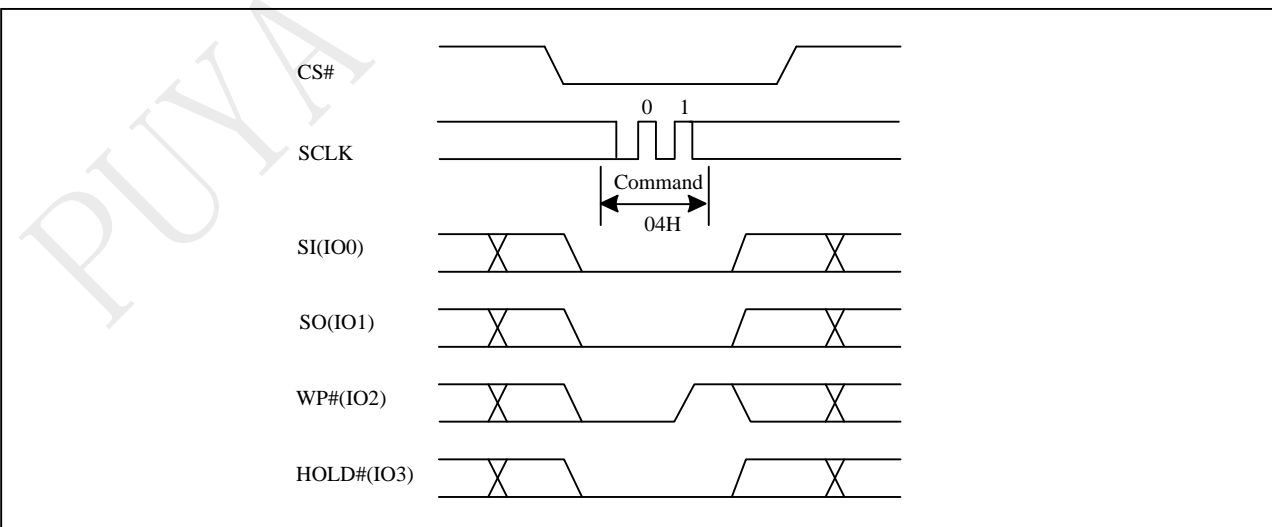 PUYA
CS#
0 1
SCLK
Command
04H
SI(IO0)
SO(IO1)
WP#(IO2)
HOLD#(IO3)